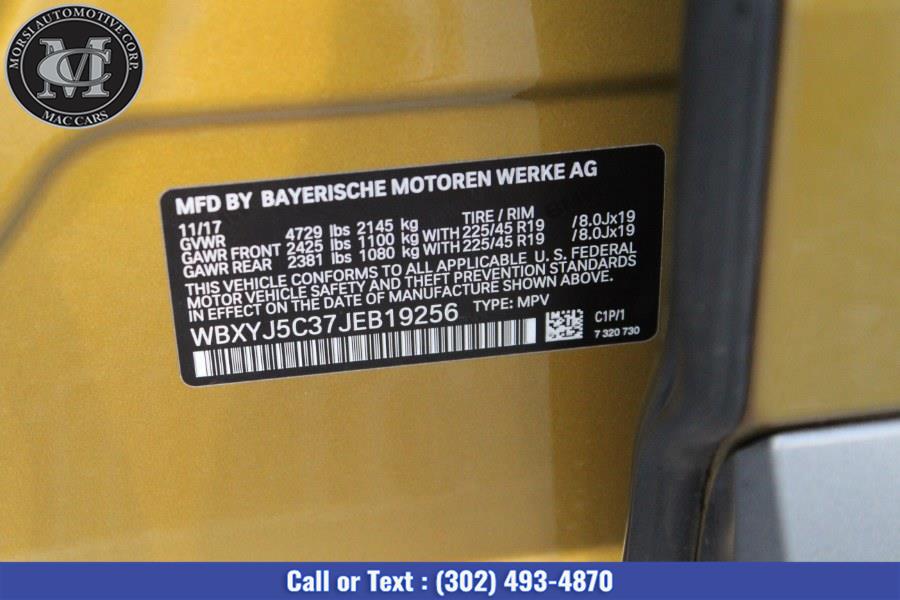 MORSI AUTOMOTIVE CORP.
MC
MAC CARS
MFD BY BAYERISCHE MOTOREN WERKE AG
11/17 TIRE / RIM
GVWR 4729 lbs 2145 kg
GAWR FRONT 2425 lbs 1100 kg WITH 225/45 R19 /8.0Jx19
GAWR REAR 2381 lbs 1080 kg WITH 225/45 R19 /8.0Jx19
THIS VEHICLE CONFORMS TO ALL APPLICABLE U. S. FEDERAL
MOTOR VEHICLE SAFETY AND THEFT PREVENTION STANDARDS
IN EFFECT ON THE DATE OF MANUFACTURE SHOWN ABOVE.
WBXYJ5C37JEB19256 TYPE: MPV C1P/1
7 320 730
Call or Text : (302) 493-4870